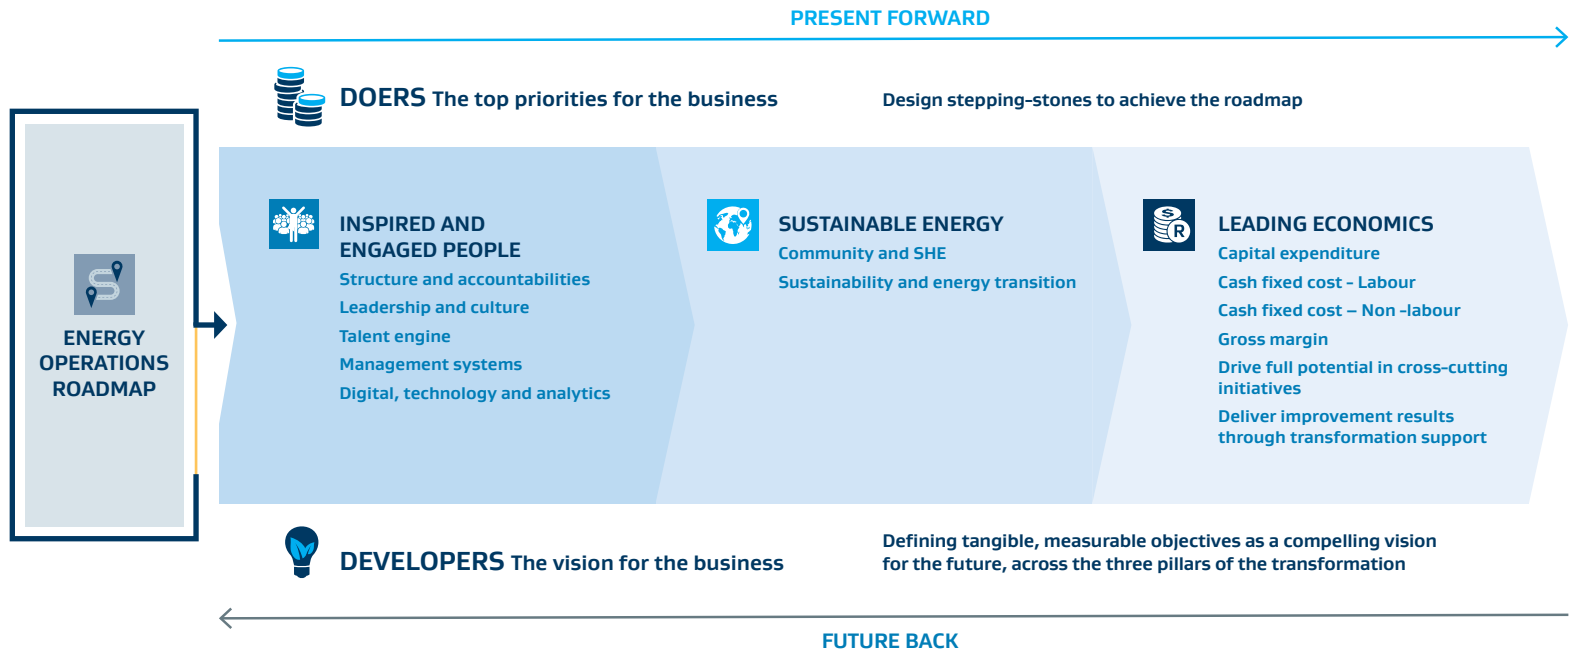 PRESENT FORWARD
DOERS The top priorities for the business
Design stepping-stones to achieve the roadmap
ENERGY
OPERATIONS
ROADMAP
INSPIRED AND
ENGAGED PEOPLE
Structure and accountabilities
Leadership and culture
Talent engine
Management systems
Digital, technology and analytics
SUSTAINABLE ENERGY
Community and SHE
Sustainability and energy transition
$
R
LEADING ECONOMICS
Capital expenditure
Cash fixed cost - Labour
Cash fixed cost – Non -labour
Gross margin
Drive full potential in cross-cutting
initiatives
Deliver improvement results
through transformation support
DEVELOPERS The vision for the business
Defining tangible, measurable objectives as a compelling vision
for the future, across the three pillars of the transformation
FUTURE BACK